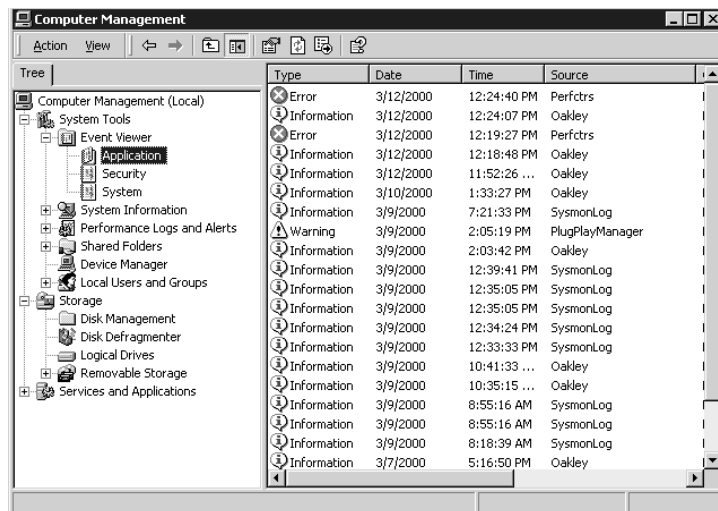 Computer Management
Action View
Tree
Computer Management (Local)
System Tools
Event Viewer
Application
Security
System
System Information
Performance Logs and Alerts
Shared Folders
Device Manager
Local Users and Groups
Storage
Disk Management
Disk Defragmenter
Logical Drives
Removable Storage
Services and Applications
Type Date Time Source
Error 3/12/2000 12:24:40 PM Perfctrs
Information 3/12/2000 12:24:07 PM Oakley
Error 3/12/2000 12:19:27 PM Perfctrs
Information 3/12/2000 12:18:48 PM Oakley
Information 3/12/2000 11:52:26 ... Oakley
Information 3/10/2000 1:33:27 PM Oakley
Information 3/9/2000 7:21:33 PM SysmonLog
Warning 3/9/2000 2:05:19 PM PlugPlayManager
Information 3/9/2000 2:03:42 PM Oakley
Information 3/9/2000 12:39:41 PM SysmonLog
Information 3/9/2000 12:35:05 PM SysmonLog
Information 3/9/2000 12:35:05 PM SysmonLog
Information 3/9/2000 12:34:24 PM SysmonLog
Information 3/9/2000 12:33:33 PM SysmonLog
Information 3/9/2000 10:41:33 ... Oakley
Information 3/9/2000 10:35:15 ... Oakley
Information 3/9/2000 8:55:16 AM SysmonLog
Information 3/9/2000 8:55:16 AM SysmonLog
Information 3/9/2000 8:18:39 AM SysmonLog
Information 3/7/2000 5:16:50 PM Oakley